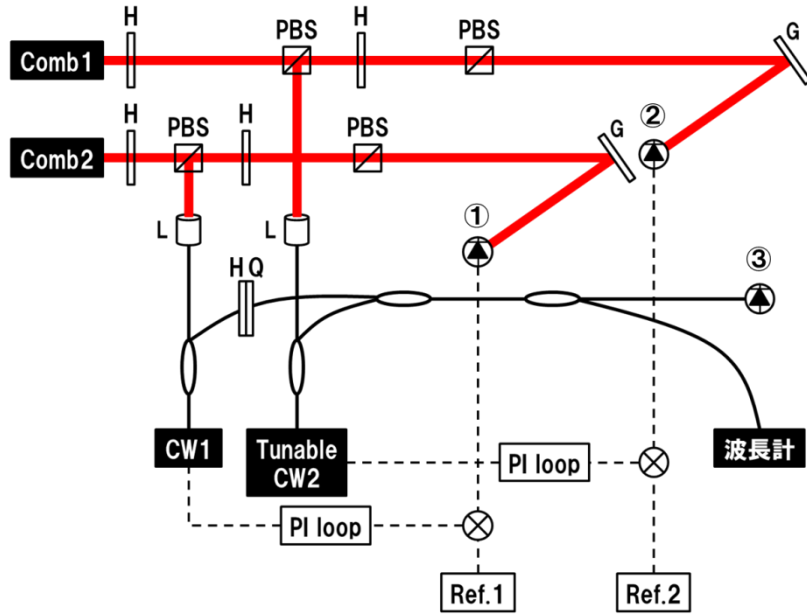 H
PBS
H
PBS
G
Comb1
H
PBS
H
PBS
G
②
Comb2
①
L
L
③
H Q
CW1
Tunable
CW2
PI loop
波長計
PI loop
Ref.1
Ref.2